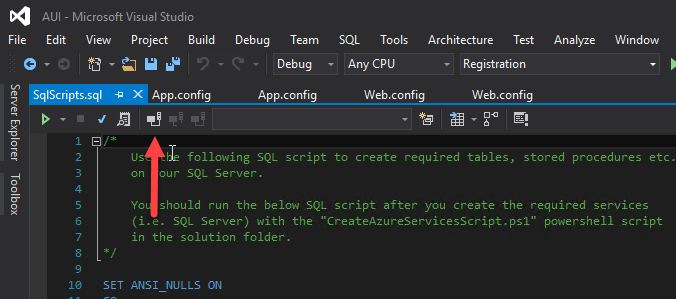 AUI - Microsoft Visual Studio
File Edit View Project Build Debug Team SQL Tools Architecture Test Analyze Window
Debug Any CPU Registration
Server Explorer
Toolbox
SqlScripts.sql App.config App.config Web.config Web.config
1 /*
2 Use the following SQL script to create required tables, stored procedures etc.
3 on your SQL Server.
4
5 You should run the below SQL script after you create the required services
6 (i.e. SQL Server) with the "CreateAzureServicesScript.ps1" powershell script
7 in the solution folder.
8 */
9
10 SET ANSI_NULLS ON